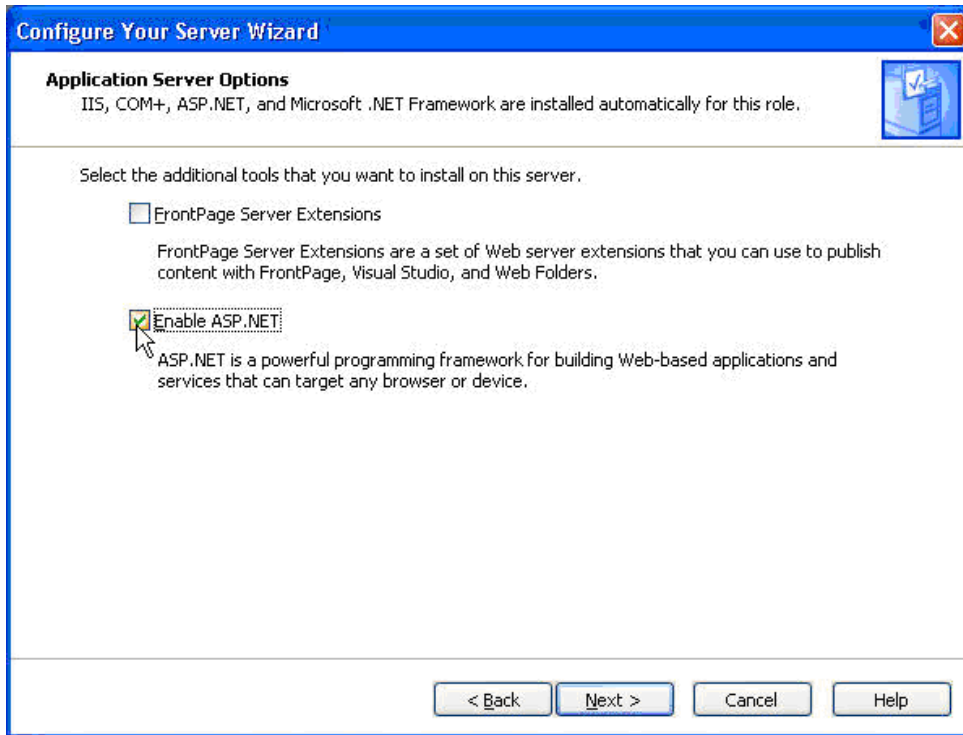 Configure Your Server Wizard
Application Server Options
IIS, COM+, ASP.NET, and Microsoft .NET Framework are installed automatically for this role.
Select the additional tools that you want to install on this server.
FrontPage Server Extensions
FrontPage Server Extensions are a set of Web server extensions that you can use to publish
content with FrontPage, Visual Studio, and Web Folders.
Enable ASP.NET
ASP.NET is a powerful programming framework for building Web-based applications and
services that can target any browser or device.
< Back Next > Cancel Help